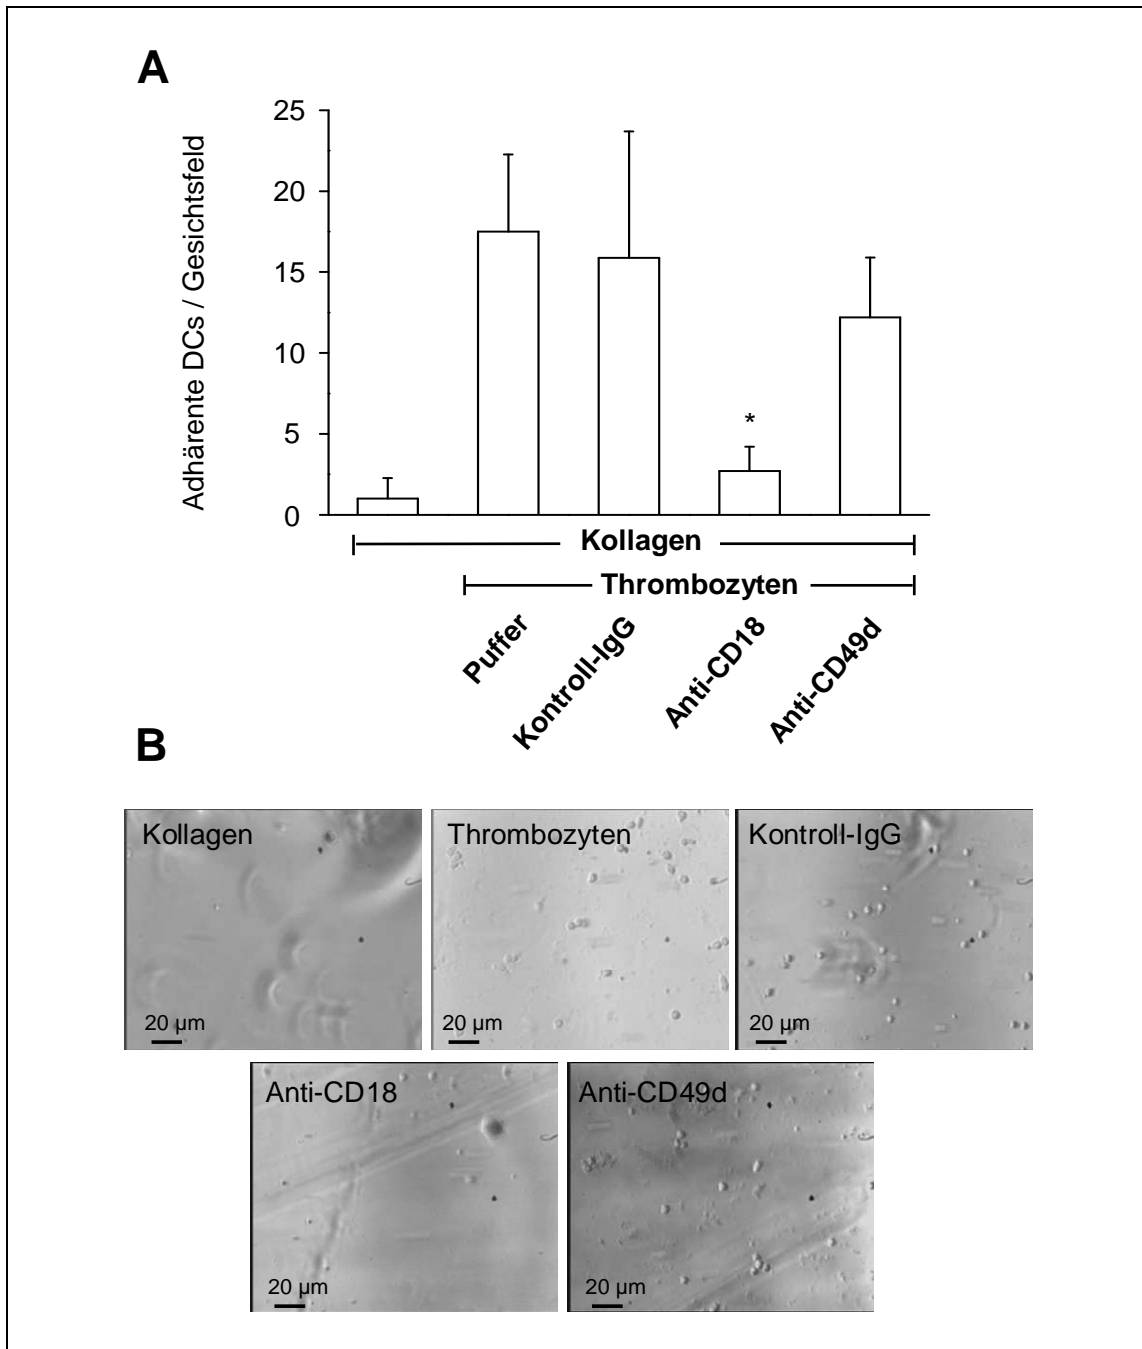 A
Adhärente DCs / Gesichtsfeld
25
20
15
10
5
0
*
Kollagen
Thrombozyten
Puffer
Kontroll-IgG
Anti-CD18
Anti-CD49d
B
Kollagen
20 µm
Thrombozyten
20 µm
Kontroll-IgG
20 µm
Anti-CD18
20 µm
Anti-CD49d
20 µm